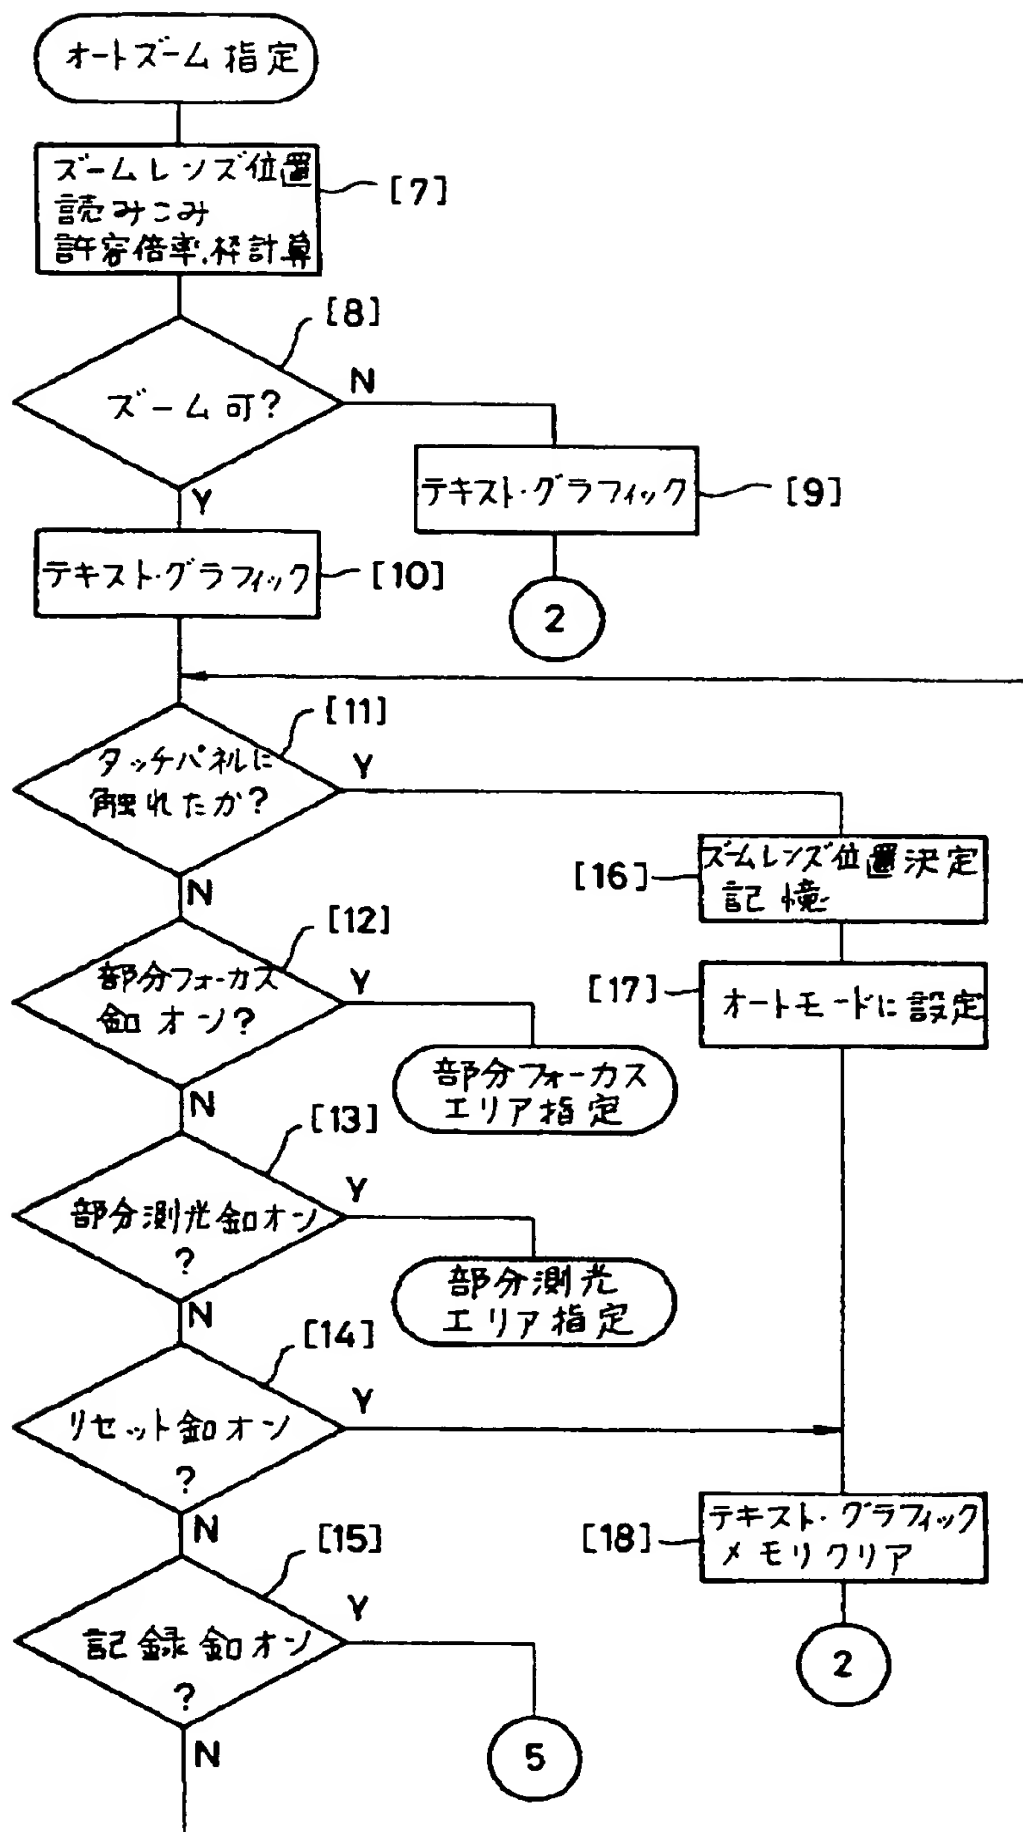 オートズーム指定
ズームレンズ位置
読みこみ
許容倍率,枠計算
[7]
[8]
ズーム可?
N
Y
テキスト・グラフィック
[9]
2
テキスト・グラフィック
[10]
[11]
タッチパネルに
触れたか?
Y
N
ズームレンズ位置決定
記憶
[16]
オートモードに設定
[17]
[12]
部分フォーカス
釦オン?
Y
N
部分フォーカス
エリア指定
[13]
部分測光釦オン
?
Y
N
部分測光
エリア指定
[14]
リセット釦オン
?
Y
N
テキスト・グラフィック
メモリクリア
[18]
2
[15]
記録釦オン
?
Y
N
5